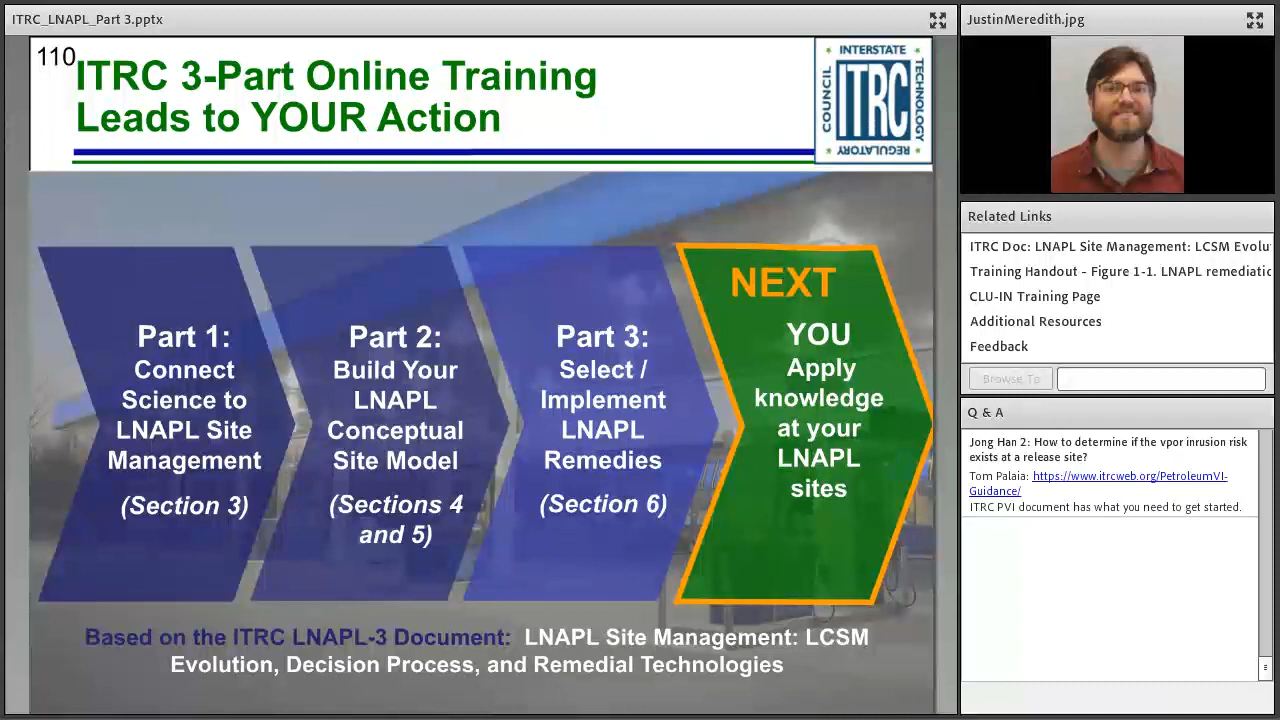 ITRC_LNAPL_Part 3.pptx
110
ITRC 3-Part Online Training
Leads to YOUR Action
INTERSTATE
COUNCIL
ITRC
TECHNOLOGY
REGULATORY
Part 1:
Connect
Science to
LNAPL Site
Management
(Section 3)
Part 2:
Build Your
LNAPL
Conceptual
Site Model
(Sections 4
and 5)
Part 3:
Select /
Implement
LNAPL
Remedies
(Section 6)
NEXT
YOU
Apply
knowledge
at your
LNAPL
sites
Based on the ITRC LNAPL-3 Document: LNAPL Site Management: LCSM
Evolution, Decision Process, and Remedial Technologies
JustinMeredith.jpg
Related Links
ITRC Doc: LNAPL Site Management: LCSM Evolu
Training Handout - Figure 1-1. LNAPL remediatic
CLU-IN Training Page
Additional Resources
Feedback
Browse To
Q & A
Jong Han 2: How to determine if the vpor inrusion risk
exists at a release site?
Tom Palaia: https://www.itrcweb.org/PetroleumVI-
Guidance/
ITRC PVI document has what you need to get started.